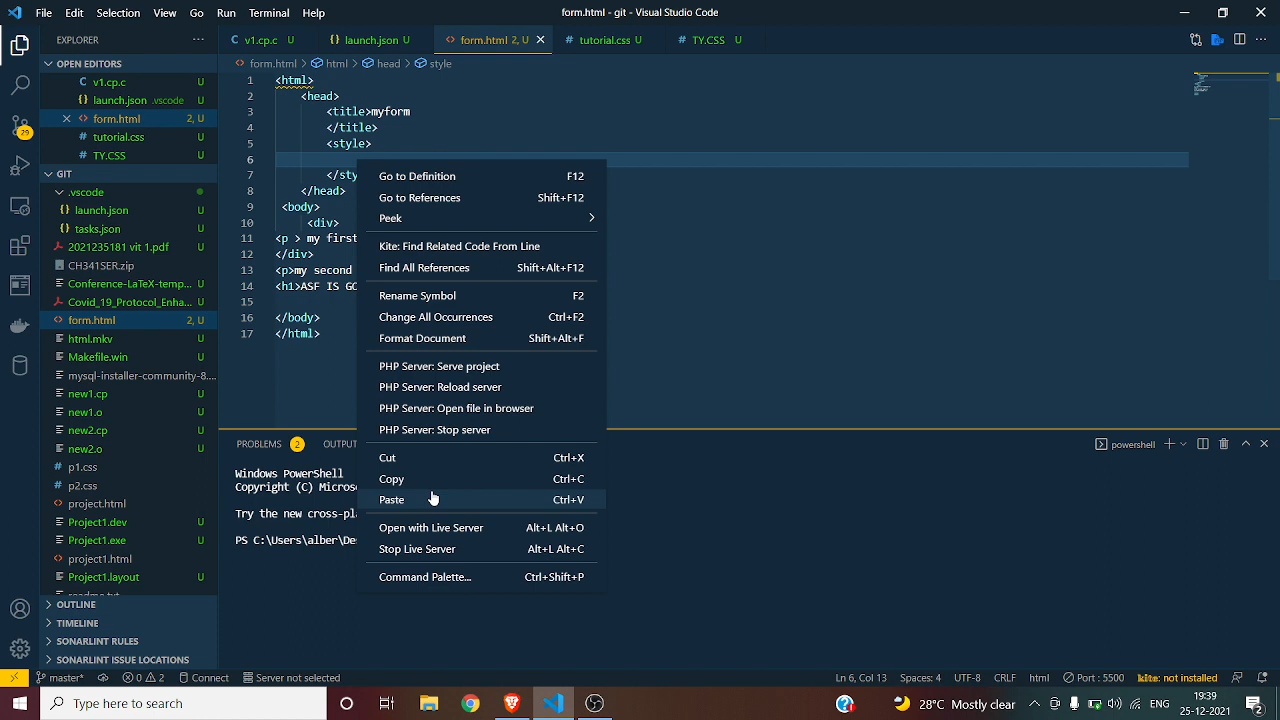 File Edit Selection View Go Run Terminal Help
form.html - git - Visual Studio Code
EXPLORER
v1.cp.c U
launch.json U
form.html 2, U
tutorial.css U
TY.CSS U
OPEN EDITORS
form.html > html > head > style
v1.cp.c U
launch.json .vscode U
form.html 2, U
tutorial.css U
TY.CSS U
29
GIT
.vscode
launch.json U
tasks.json U
2021235181 vit 1.pdf U
CH341SER.zip
Conference-LaTeX-temp... U
Covid_19_Protocol_Enha... U
form.html 2, U
html.mkv U
Makefile.win U
mysql-installer-community-8....
new1.cp U
new1.o U
new2.cp U
new2.o U
p1.css
p2.css
project.html
Project1.dev U
Project1.exe U
project1.html
Project1.layout U
OUTLINE
TIMELINE
SONARLINT RULES
SONARLINT ISSUE LOCATIONS
1 <html>
2 <head>
3 <title>myform
4 </title>
5 <style>
6
7 </sty
8 </head>
9 <body>
10 <div>
11 <p > my first
12 </div>
13 <p>my second
14 <h1>ASF IS GO
15
16 </body>
17 </html>
Go to Definition F12
Go to References Shift+F12
Peek
Kite: Find Related Code From Line
Find All References Shift+Alt+F12
Rename Symbol F2
Change All Occurrences Ctrl+F2
Format Document Shift+Alt+F
PHP Server: Serve project
PHP Server: Reload server
PHP Server: Open file in browser
PHP Server: Stop server
Cut Ctrl+X
Copy Ctrl+C
Paste Ctrl+V
Open with Live Server Alt+L Alt+O
Stop Live Server Alt+L Alt+C
Command Palette... Ctrl+Shift+P
PROBLEMS 2 OUTPUT
powershell
Windows PowerShell
Copyright (C) Micros
Try the new cross-pla
PS C:\Users\alber\Des
master* 0 2 Connect Server not selected
Ln 6, Col 13 Spaces: 4 UTF-8 CRLF html Port : 5500 kite: not installed
Type here to search
28°C Mostly clear
ENG
19:39
25-12-2021